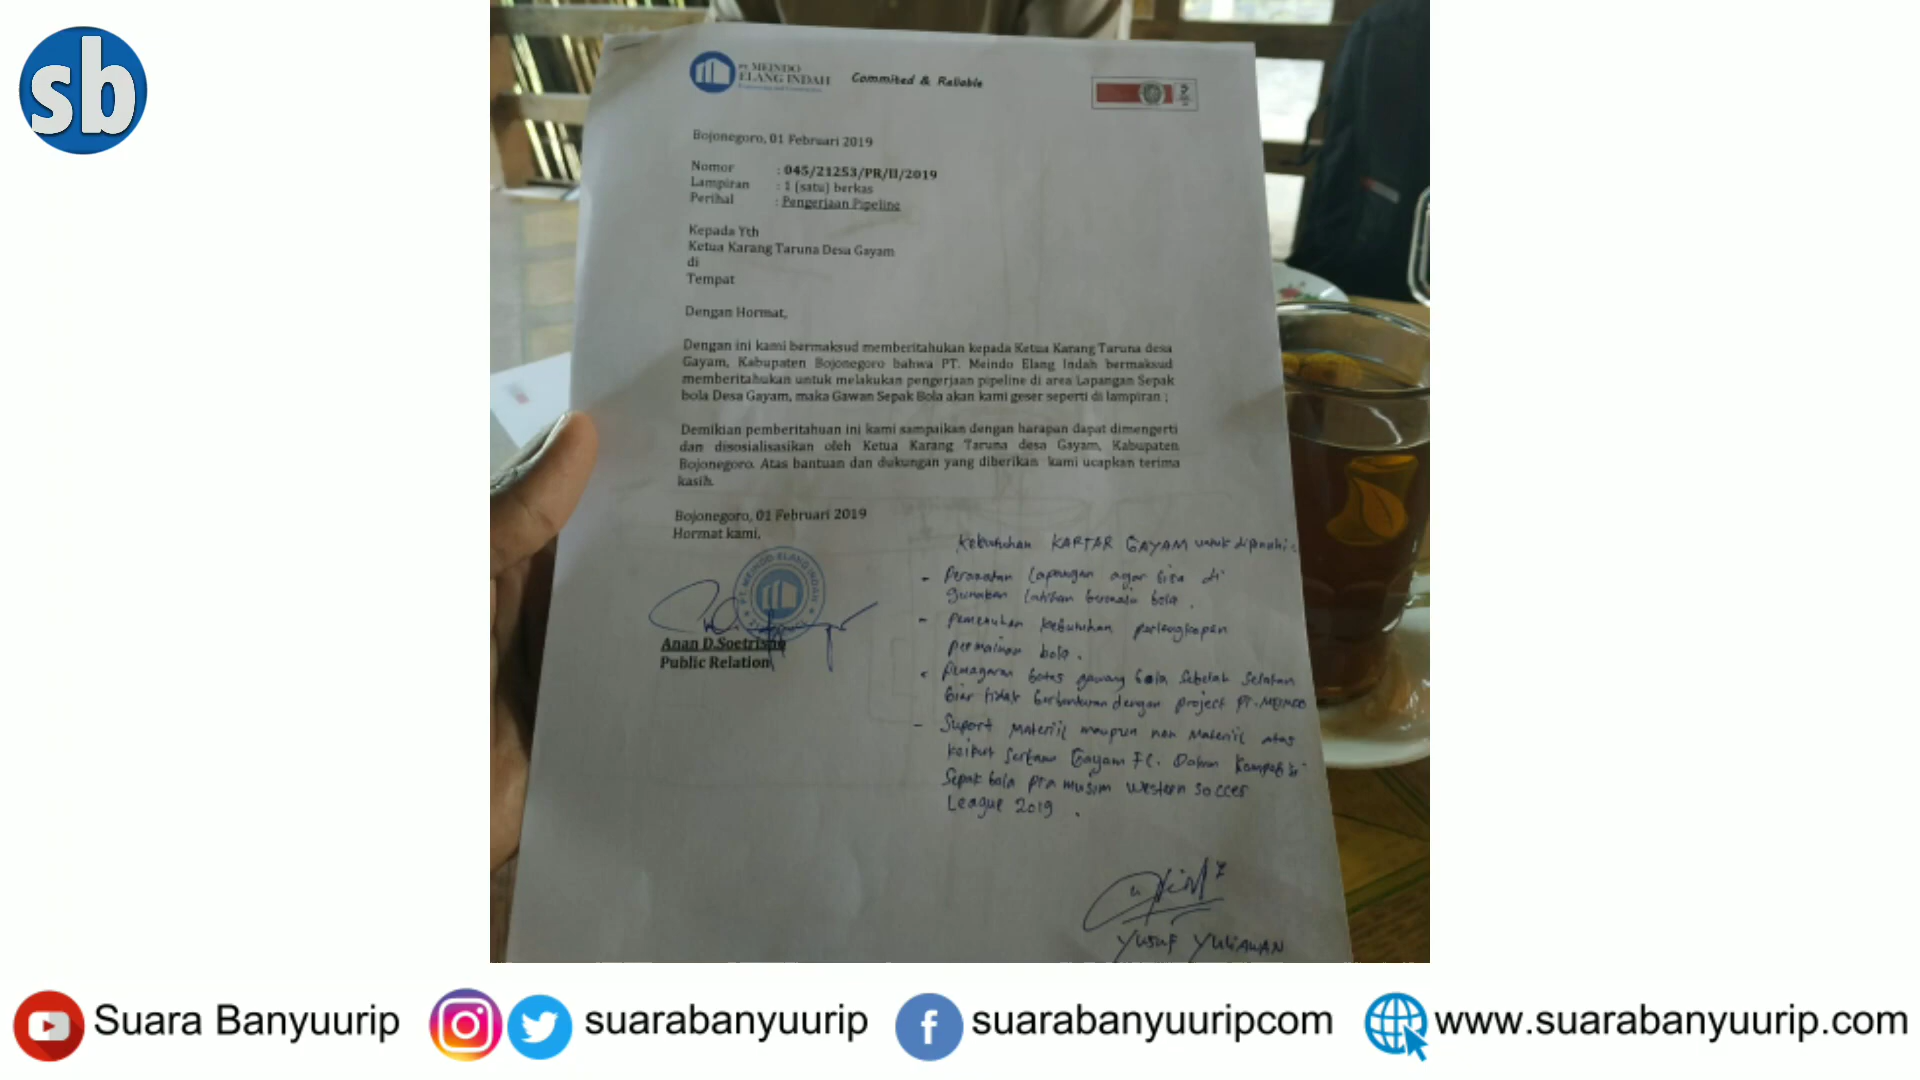 sb
PT MEINDO
ELANG INDAH
Commited & Reliable
Bojonegoro, 01 Februari 2019
Nomor : 045/21253/PR/II/2019
Lampiran : 1 (satu) berkas
Perihal : Pengerjaan Pipeline
Kepada Yth
Ketua Karang Taruna Desa Gayam
di
Tempat
Dengan Hormat,
Dengan ini kami bermaksud memberitahukan kepada Ketua Karang Taruna desa
Gayam, Kabupaten Bojonegoro bahwa PT. Meindo Elang Indah bermaksud
memberitahukan untuk melakukan pengerjaan pipeline di area Lapangan Sepak
bola Desa Gayam, maka Gawan Sepak Bola akan kami geser seperti di lampiran ;
Demikian pemberitahuan ini kami sampaikan dengan harapan dapat dimengerti
dan disosialisasikan oleh Ketua Karang Taruna desa Gayam, Kabupaten
Bojonegoro. Atas bantuan dan dukungan yang diberikan kami ucapkan terima
kasih.
Bojonegoro, 01 Februari 2019
Hormat kami,
PT. MEINDO ELANG INDAH
Anan D.Soetrisno
Public Relation
Kebutuhan KARTAR GAYAM untuk dipenuhi :
- Perawatan lapangan agar bisa di
gunakan latihan bermain bola .
- Pemenuhan kebutuhan perlengkapan
permainan bola .
- Pemagaran batas gawang bola sebelah selatan
biar tidak berbenturan dengan project PT. MEINDO
- Suport Materiil maupun non Materiil atas
keikut sertaan Gayam FC. Dalam Kompetisi
Sepak bola pra musim Western Soccer
League 2019 .
YUSUF YULIAWAN
Suara Banyuurip
suarabanyuurip
suarabanyuuripcom
www.suarabanyuurip.com